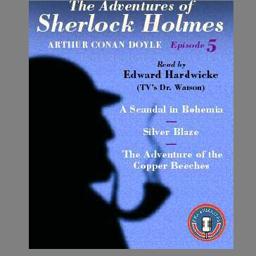 The Adventures of
Sherlock Holmes
ARTHUR CONAN DOYLE Episode 5
Read by
Edward Hardwicke
(TV's Dr. Watson)
A Scandal in Bohemia
Silver Blaze
The Adventure of the
Copper Beeches